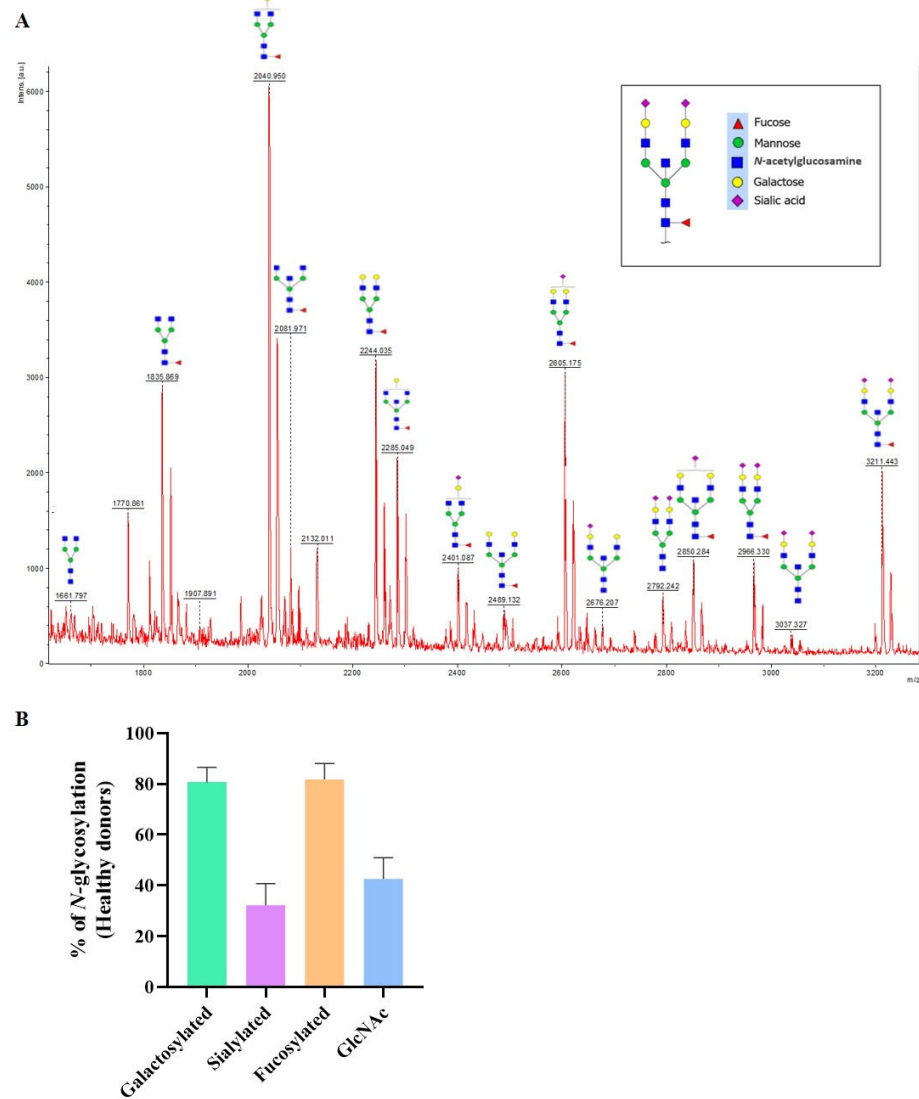 A
Intens. [a.u.]
6000
5000
4000
3000
2000
1000
0
1661.797
1770.861
1835.869
1907.891
2040.950
2081.971
2132.011
2244.035
2285.049
2401.087
2489.132
2605.175
2676.207
2792.242
2850.284
2966.330
3037.327
3211.443
1800
2000
2200
2400
2600
2800
3000
3200
Fucose
Mannose
N-acetylglucosamine
Galactose
Sialic acid
B
% of N-glycosylation
(Healthy donors)
100
80
60
40
20
0
Galactosylated
Sialylated
Fucosylated
GlcNAc